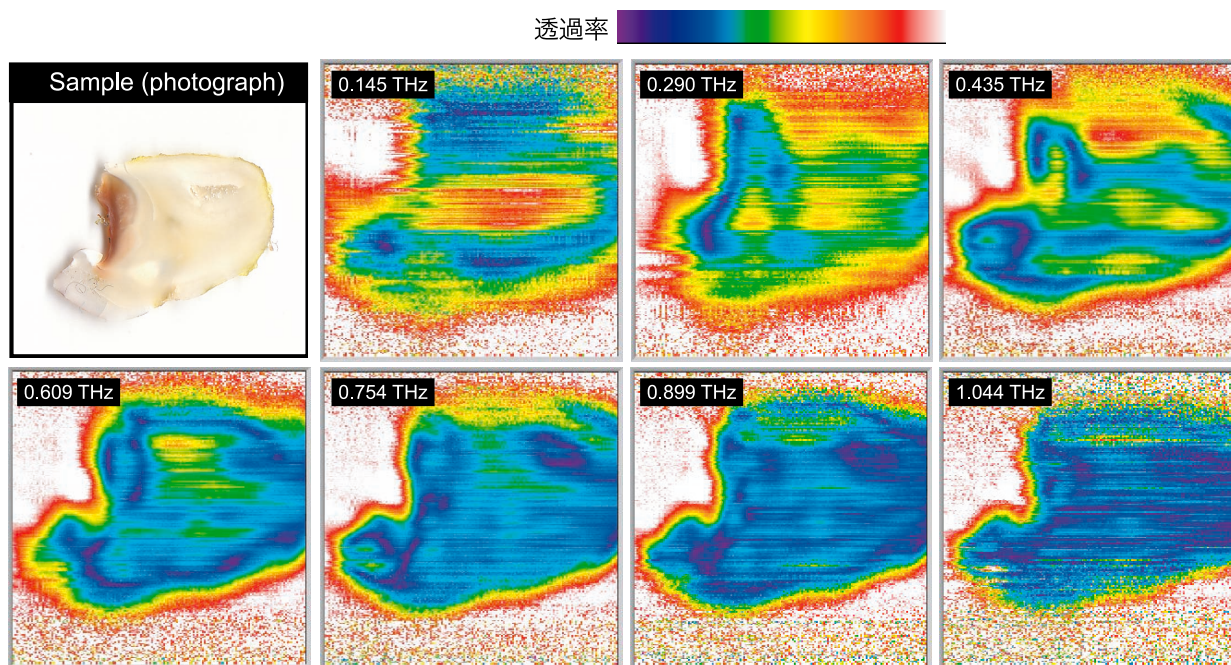 透過率
Sample (photograph)
0.145 THz
0.290 THz
0.435 THz
0.609 THz
0.754 THz
0.899 THz
1.044 THz